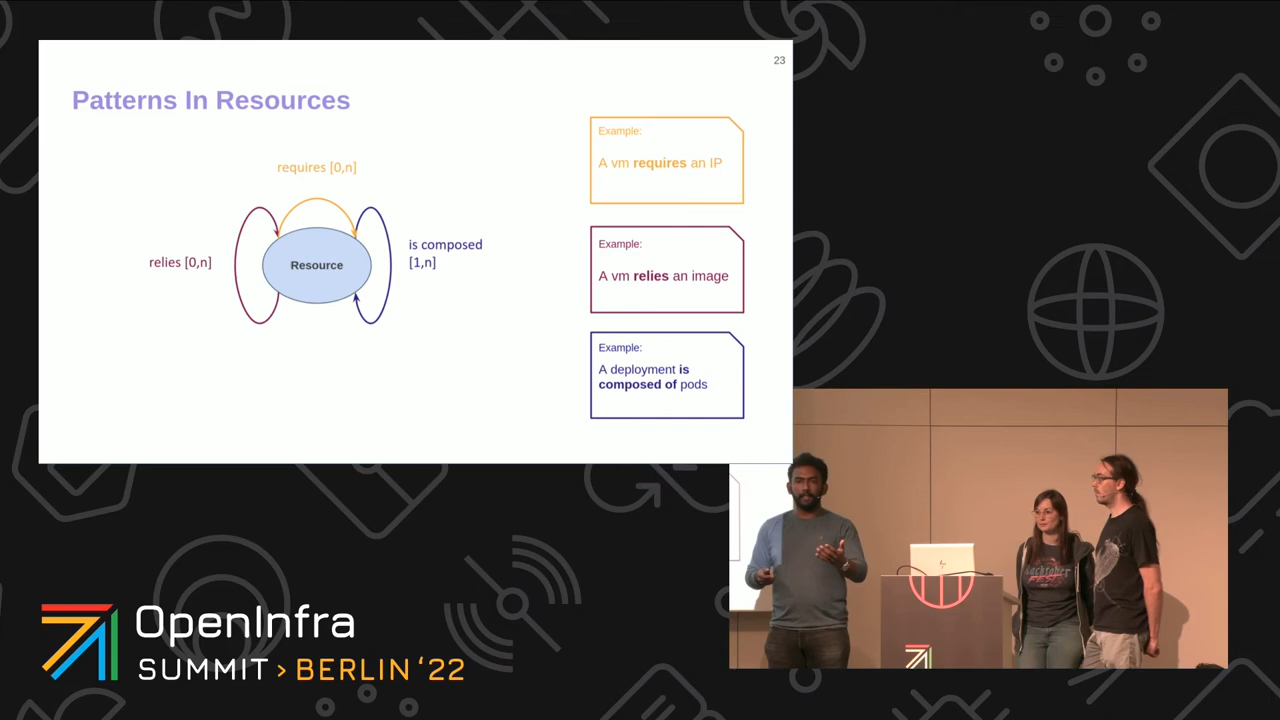 23
Patterns In Resources
requires [0,n]
relies [0,n]
Resource
is composed
[1,n]
Example:
A vm requires an IP
Example:
A vm relies an image
Example:
A deployment is
composed of pods
OpenInfra
SUMMIT > BERLIN ‘22